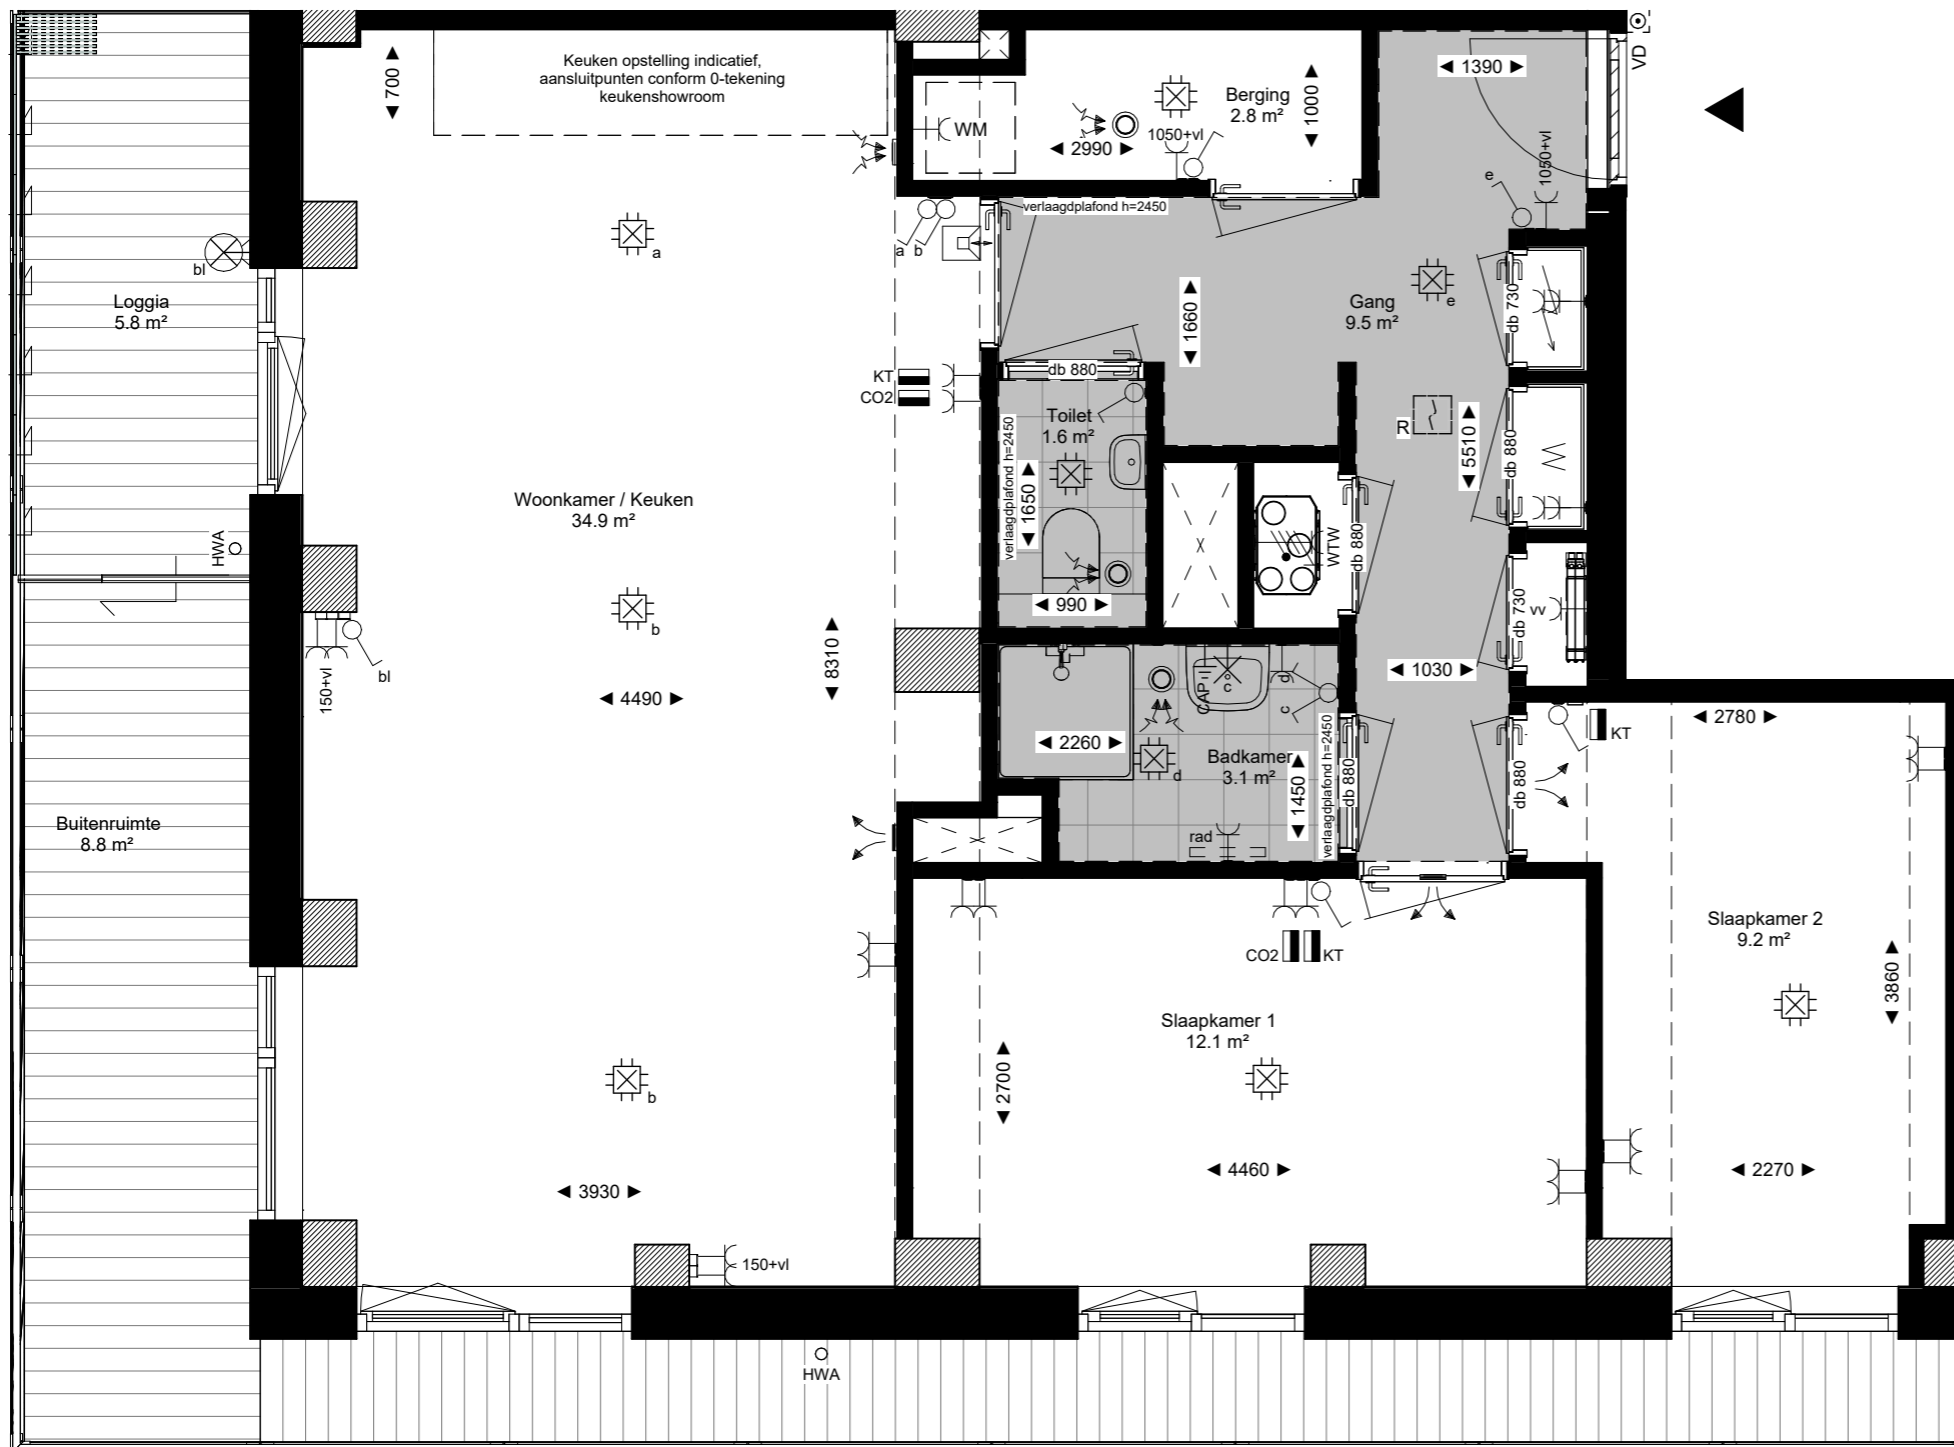 Keuken opstelling indicatief,
aansluitpunten conform 0-tekening
keukenshowroom
700
WM
2990
Berging
2.8 m²
1000
1050+vl
1390
VD
1050+vl
e
verlaagdplafond h=2450
a b
a
bl
Loggia
5.8 m²
1660
Gang
9.5 m²
e
db 730
KT
CO2
db 880
Toilet
1.6 m²
verlaagdplafond h=2450
1650
990
R
5510
db 880
Woonkamer / Keuken
34.9 m²
HWA
WTW
db 880
b
db 730
vv
150+vl
bl
8310
4490
1030
CAP
c
d
c
2260
d
Badkamer
3.1 m²
1450
verlaagdplafond h=2450
db 880
db 880
rad
KT
2780
Buitenruimte
8.8 m²
Slaapkamer 2
9.2 m²
CO2
KT
3860
Slaapkamer 1
12.1 m²
2700
b
4460
2270
3930
150+vl
HWA